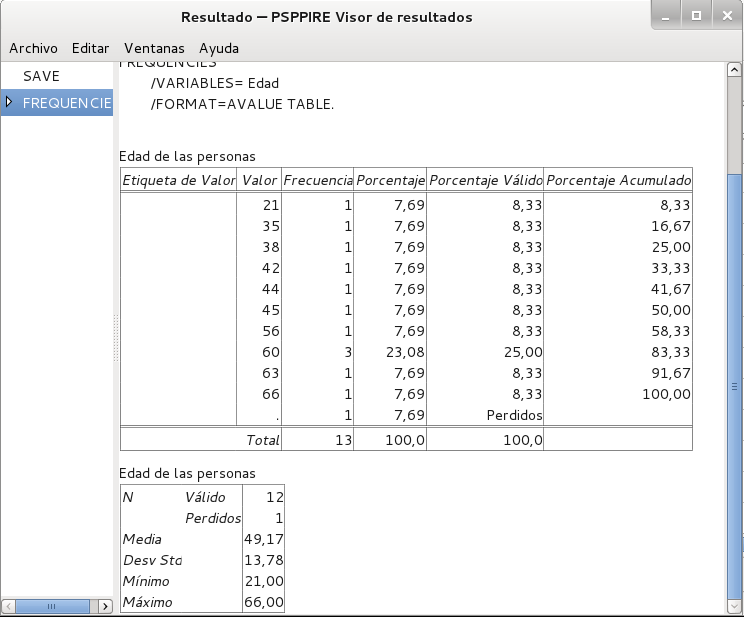 Resultado — PSPPIRE Visor de resultados
Archivo Editar Ventanas Ayuda
SAVE
FREQUENCIE
FREQUENCIES
/VARIABLES= Edad
/FORMAT=AVALUE TABLE.
Edad de las personas
Etiqueta de Valor Valor Frecuencia Porcentaje Porcentaje Válido Porcentaje Acumulado
21 1 7,69 8,33 8,33
35 1 7,69 8,33 16,67
38 1 7,69 8,33 25,00
42 1 7,69 8,33 33,33
44 1 7,69 8,33 41,67
45 1 7,69 8,33 50,00
56 1 7,69 8,33 58,33
60 3 23,08 25,00 83,33
63 1 7,69 8,33 91,67
66 1 7,69 8,33 100,00
. 1 7,69 Perdidos
Total 13 100,0 100,0
Edad de las personas
N Válido 12
Perdidos 1
Media 49,17
Desv Std 13,78
Mínimo 21,00
Máximo 66,00